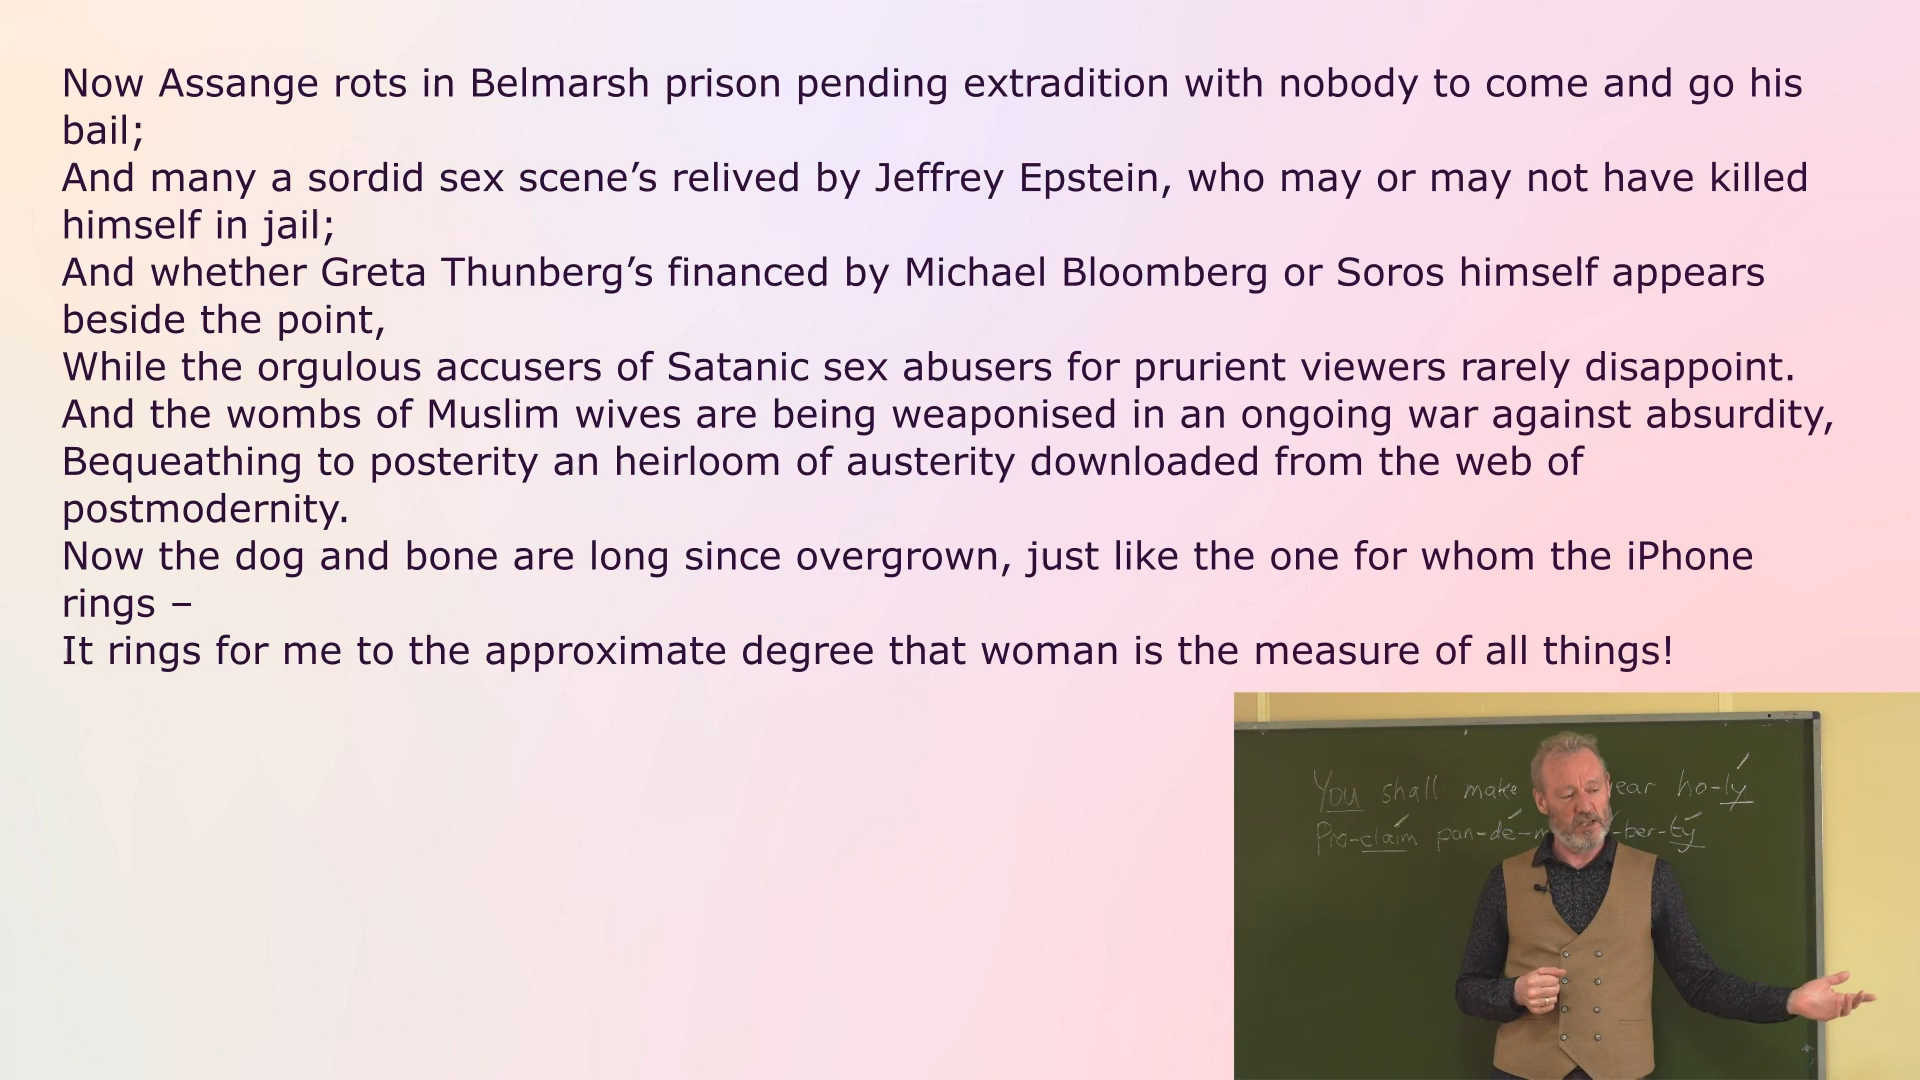 Now Assange rots in Belmarsh prison pending extradition with nobody to come and go his
bail;
And many a sordid sex scene’s relived by Jeffrey Epstein, who may or may not have killed
himself in jail;
And whether Greta Thunberg’s financed by Michael Bloomberg or Soros himself appears
beside the point,
While the orgulous accusers of Satanic sex abusers for prurient viewers rarely disappoint.
And the wombs of Muslim wives are being weaponised in an ongoing war against absurdity,
Bequeathing to posterity an heirloom of austerity downloaded from the web of
postmodernity.
Now the dog and bone are long since overgrown, just like the one for whom the iPhone
rings –
It rings for me to the approximate degree that woman is the measure of all things!
You shall make ear ho-ly
Pro-claim pan-de-m -ber-ty